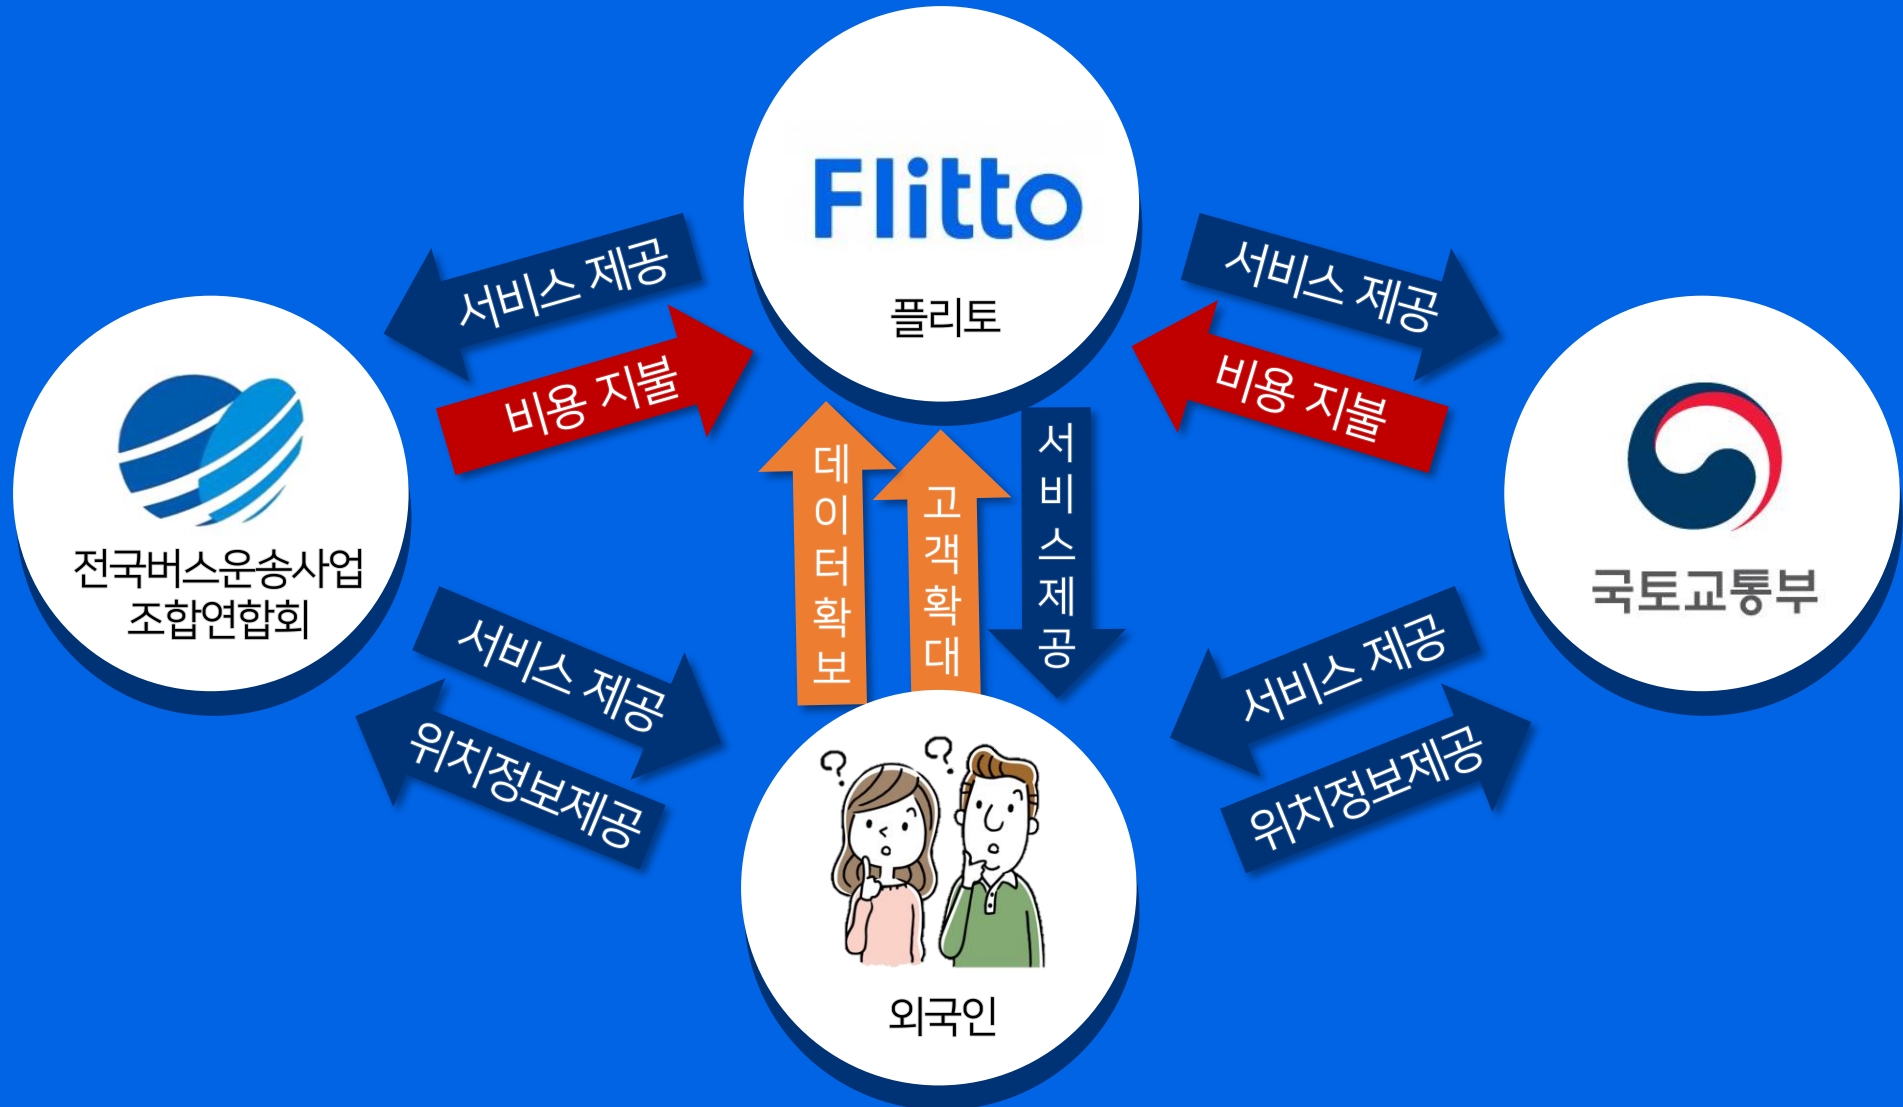 Flitto
플리토
서비스 제공
비용 지불
서비스 제공
비용 지불
전국버스운송사업
조합연합회
국토교통부
데이터확보
고객확대
서비스제공
서비스 제공
위치정보제공
서비스 제공
위치정보제공
?
?
외국인